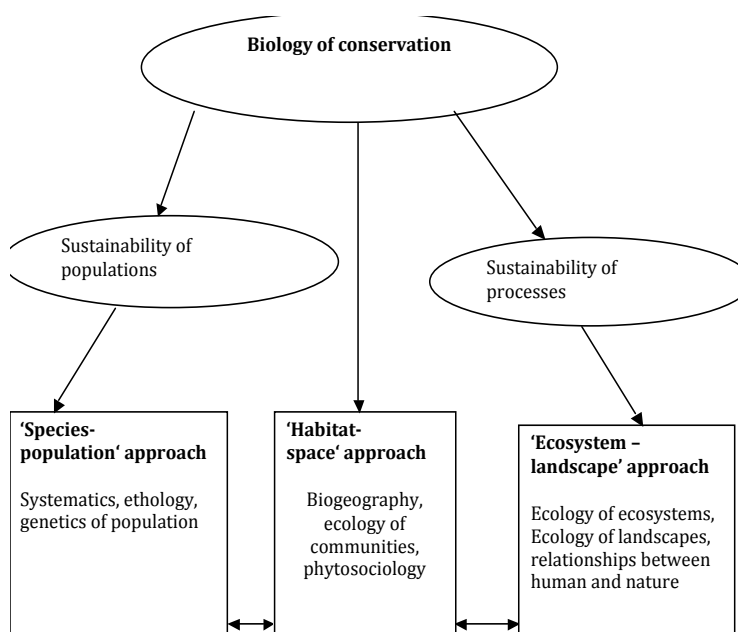 Biology of conservation
Sustainability of
populations
Sustainability of
processes
‘Species-
population‘ approach
Systematics, ethology,
genetics of population
‘Habitat-
space‘ approach
Biogeography,
ecology of
communities,
phytosociology
‘Ecosystem –
landscape’ approach
Ecology of ecosystems,
Ecology of landscapes,
relationships between
human and nature